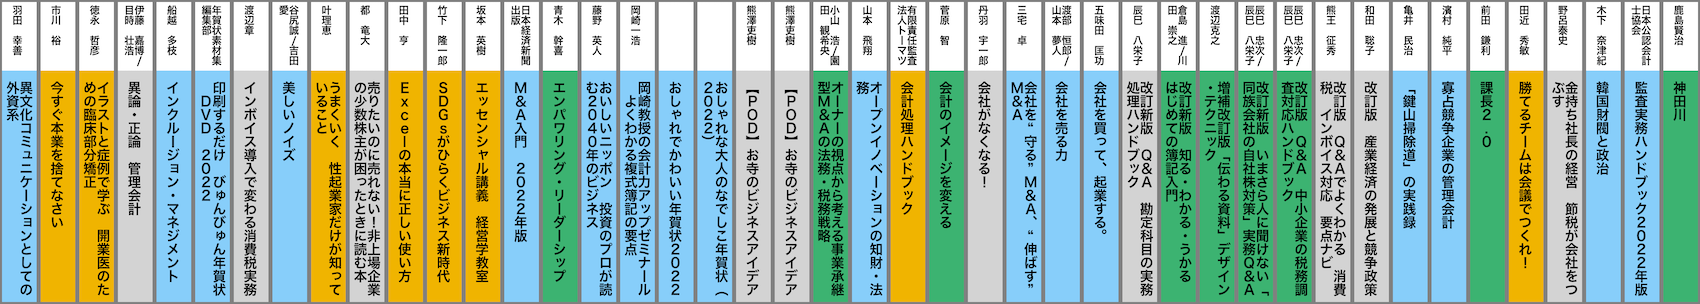 羽田 幸善
異文化コミュニケーションとしての
外資系
市川 裕
今すぐ本業を捨てなさい
徳永 哲彦
イラストと症例で学ぶ 開業医のた
めの臨床部分矯正
伊藤 嘉博/
目時 壮浩
異論・正論 管理会計
船越 多枝
インクルージョン・マネジメント
年賀状素材集
編集部
印刷するだけ びゅんびゅん年賀状
DVD 2022
渡辺章
インボイス導入で変わる消費税実務
谷尻誠/吉田
愛
美しいノイズ
叶理恵
うまくいく 性起業家だけが知って
いること
都 竜大
売りたいのに売れない!非上場企業
の少数株主が困ったときに読む本
田中 亨
Excelの本当に正しい使い方
竹下 隆一郎
SDGsがひらくビジネス新時代
坂本 英樹
エッセンシャル講義 経営学教室
日本経済新聞
出版
M&A入門 2022年版
青木 幹喜
エンパワリング・リーダーシップ
藤野 英人
おいしいニッポン 投資のプロが読
む2040年のビジネス
岡崎一浩
岡崎教授の会計力アップゼミナール
よくわかる複式簿記の要点
おしゃれでかわいい年賀状2022
おしゃれな大人のなでしこ年賀状(
2022)
熊澤吏樹
【POD】お寺のビジネスアイデア
熊澤吏樹
【POD】お寺のビジネスアイデア
小山 浩/園
田 観希央
オーナーの視点から考える事業承継
型M&Aの法務・税務戦略
山本 飛翔
オープンイノベーションの知財・法
務
有限責任監査
法人トーマツ
会計処理ハンドブック
菅原 智
会計のイメージを変える
丹羽 宇一郎
会社がなくなる!
三宅 卓
会社を“守る”M&A、“伸ばす”
M&A
渡部 恒郎/
山本 夢人
会社を売る力
五味田 匡功
会社を買って、起業する。
辰巳 八栄子
改訂新版 Q&A 勘定科目の実務
処理ハンドブック
倉島 進/川
田 崇之
改訂新版 知る・わかる・うかる
はじめての簿記入門
渡辺克之
増補改訂版「伝わる資料」デザイン
・テクニック
辰巳 忠次/
辰巳 八栄子
改訂新版 いまさら人に聞けない「
同族会社の自社株対策」実務Q&A
辰巳 忠次/
辰巳 八栄子
改訂版 Q&A 中小企業の税務調
査対応ハンドブック
熊王 征秀
改訂版 Q&Aでよくわかる 消費
税 インボイス対応 要点ナビ
和田 聡子
改訂版 産業経済の発展と競争政策
亀井 民治
「鍵山掃除道」の実践録
濱村 純平
寡占競争企業の管理会計
前田 鎌利
課長2.0
田近 秀敏
勝てるチームは会議でつくれ!
野呂泰史
金持ち社長の経営 節税が会社をつ
ぶす
木下 奈津紀
韓国財閥と政治
日本公認会計
士協会
監査実務ハンドブック2022年版
鹿島賢治
神田川